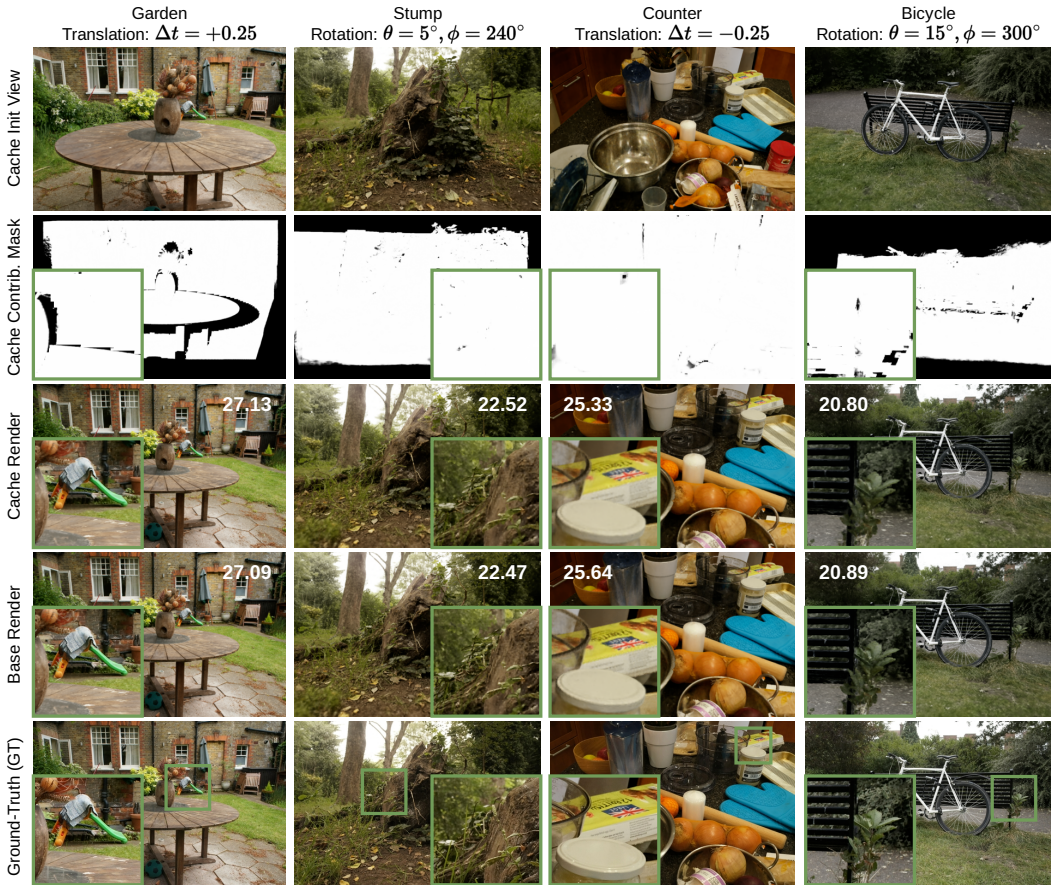 Garden
Translation: Δt = +0.25
Stump
Rotation: θ = 5°, ϕ = 240°
Counter
Translation: Δt = −0.25
Bicycle
Rotation: θ = 15°, ϕ = 300°
Cache Init View
Cache Contrib. Mask
Cache Render
27.13
22.52
25.33
20.80
Base Render
27.09
22.47
25.64
20.89
Ground-Truth (GT)